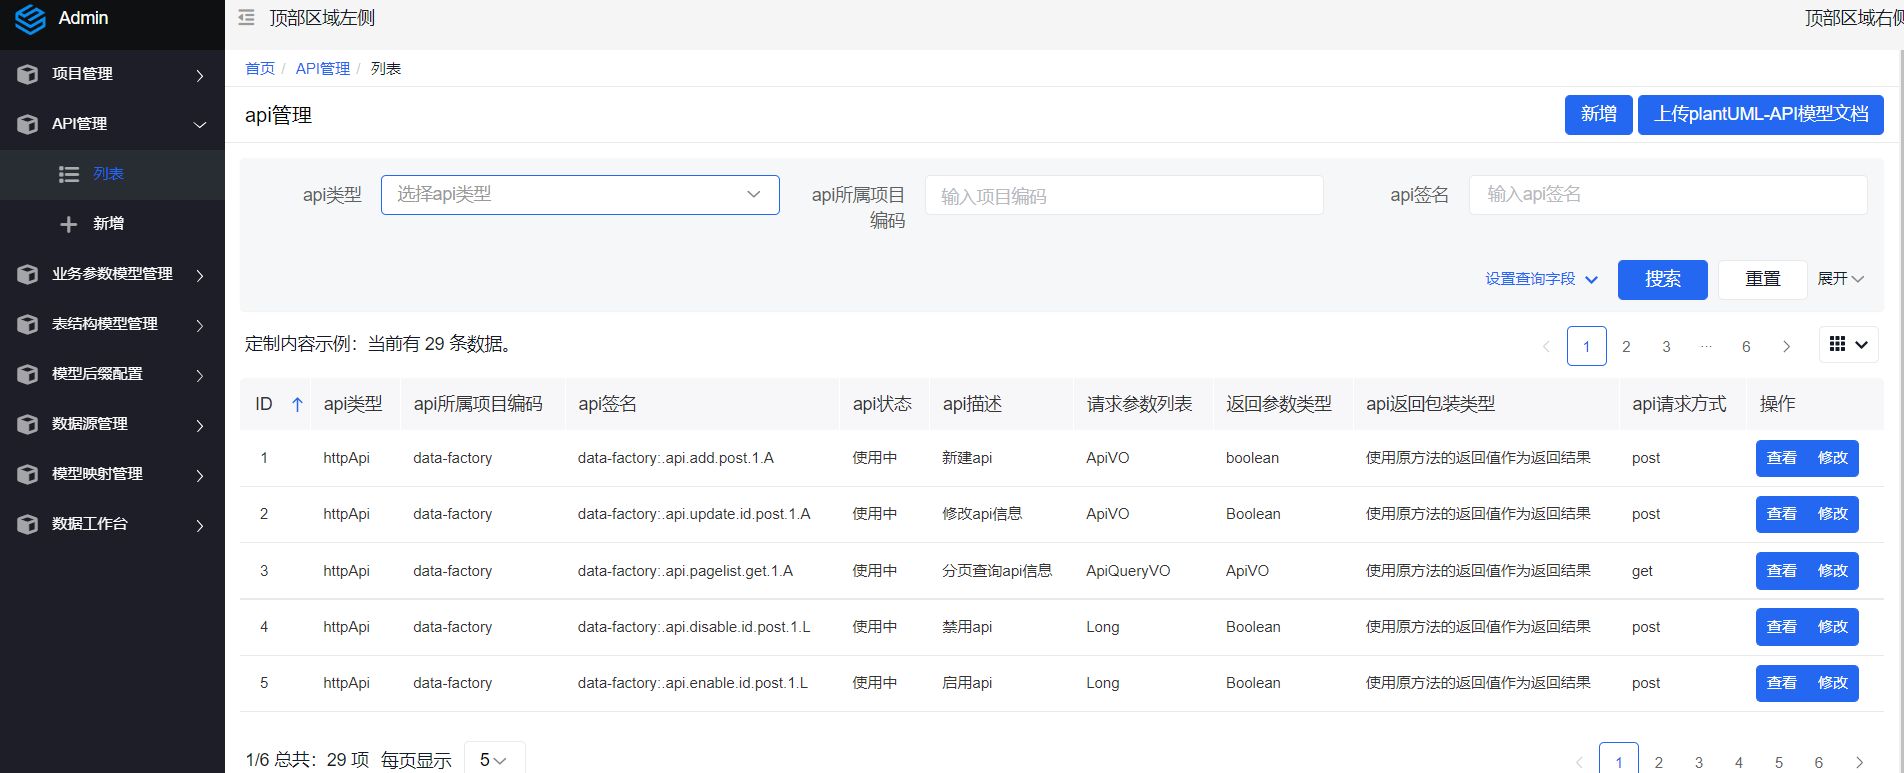 Admin
顶部区域左侧
顶部区域右侧
项目管理
API管理
列表
新增
业务参数模型管理
表结构模型管理
模型后缀配置
数据源管理
模型映射管理
数据工作台
首页 / API管理 / 列表
api管理
新增
上传plantUML-API模型文档
api类型
选择api类型
api所属项目
编码
输入项目编码
api签名
输入api签名
设置查询字段
搜索
重置
展开
定制内容示例：当前有 29 条数据。
1 2 3 ··· 6
ID api类型 api所属项目编码 api签名 api状态 api描述 请求参数列表 返回参数类型 api返回包装类型 api请求方式 操作
1 httpApi data-factory data-factory:.api.add.post.1.A 使用中 新建api ApiVO boolean 使用原方法的返回值作为返回结果 post 查看 修改
2 httpApi data-factory data-factory:.api.update.id.post.1.A 使用中 修改api信息 ApiVO Boolean 使用原方法的返回值作为返回结果 post 查看 修改
3 httpApi data-factory data-factory:.api.pagelist.get.1.A 使用中 分页查询api信息 ApiQueryVO ApiVO 使用原方法的返回值作为返回结果 get 查看 修改
4 httpApi data-factory data-factory:.api.disable.id.post.1.L 使用中 禁用api Long Boolean 使用原方法的返回值作为返回结果 post 查看 修改
5 httpApi data-factory data-factory:.api.enable.id.post.1.L 使用中 启用api Long Boolean 使用原方法的返回值作为返回结果 post 查看 修改
1/6 总共：29 项 每页显示 5
1 2 3 4 5 6